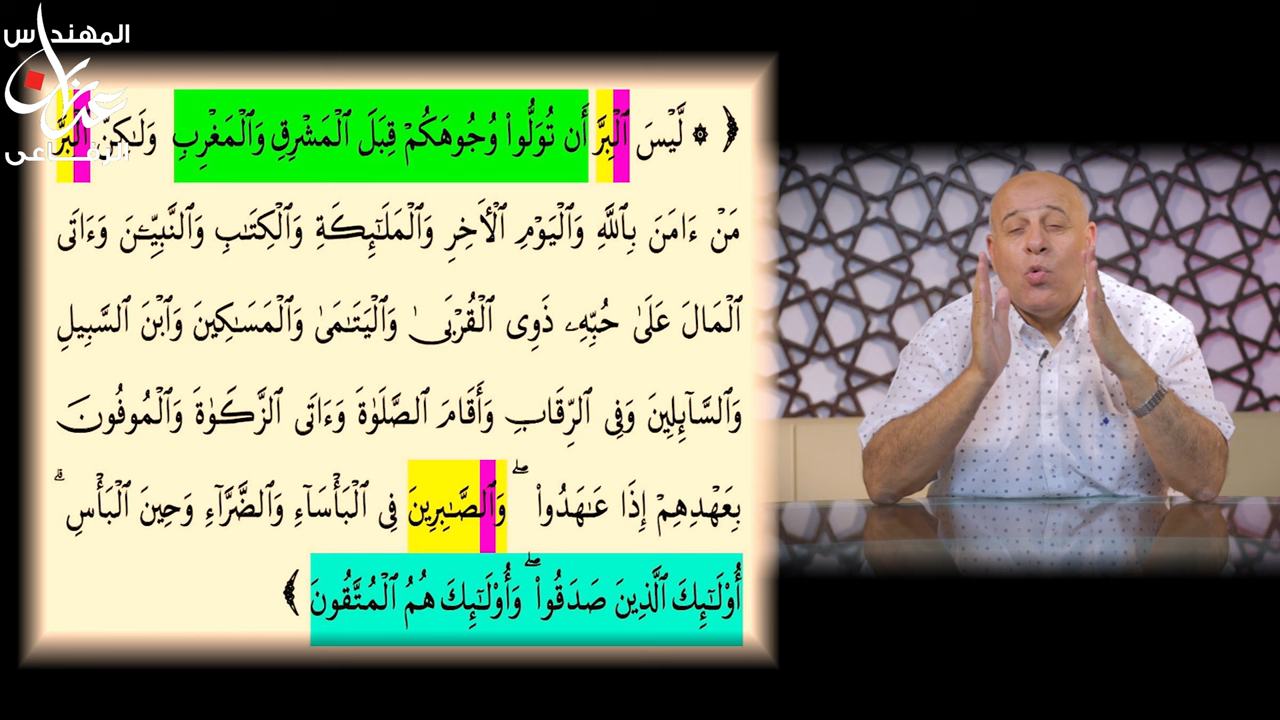 المهندس
عدنان
الرفاعي
﴿ ۞ لَّيْسَ ٱلْبِرَّ أَن تُوَلُّوا۟ وُجُوهَكُمْ قِبَلَ ٱلْمَشْرِقِ وَٱلْمَغْرِبِ وَلَـٰكِنَّ ٱلْبِرَّ
مَنْ ءَامَنَ بِٱللَّهِ وَٱلْيَوْمِ ٱلْـَٔاخِرِ وَٱلْمَلَـٰٓئِكَةِ وَٱلْكِتَـٰبِ وَٱلنَّبِيِّـۧنَ وَءَاتَى
ٱلْمَالَ عَلَىٰ حُبِّهِۦ ذَوِى ٱلْقُرْبَىٰ وَٱلْيَتَـٰمَىٰ وَٱلْمَسَـٰكِينَ وَٱبْنَ ٱلسَّبِيلِ
وَٱلسَّآئِلِينَ وَفِى ٱلرِّقَابِ وَأَقَامَ ٱلصَّلَوٰةَ وَءَاتَى ٱلزَّكَوٰةَ وَٱلْمُوفُونَ
بِعَهْدِهِمْ إِذَا عَـٰهَدُوا۟ ۖ وَٱلصَّـٰبِرِينَ فِى ٱلْبَأْسَآءِ وَٱلضَّرَّآءِ وَحِينَ ٱلْبَأْسِ ۗ
أُو۟لَـٰٓئِكَ ٱلَّذِينَ صَدَقُوا۟ ۖ وَأُو۟لَـٰٓئِكَ هُمُ ٱلْمُتَّقُونَ ﴾